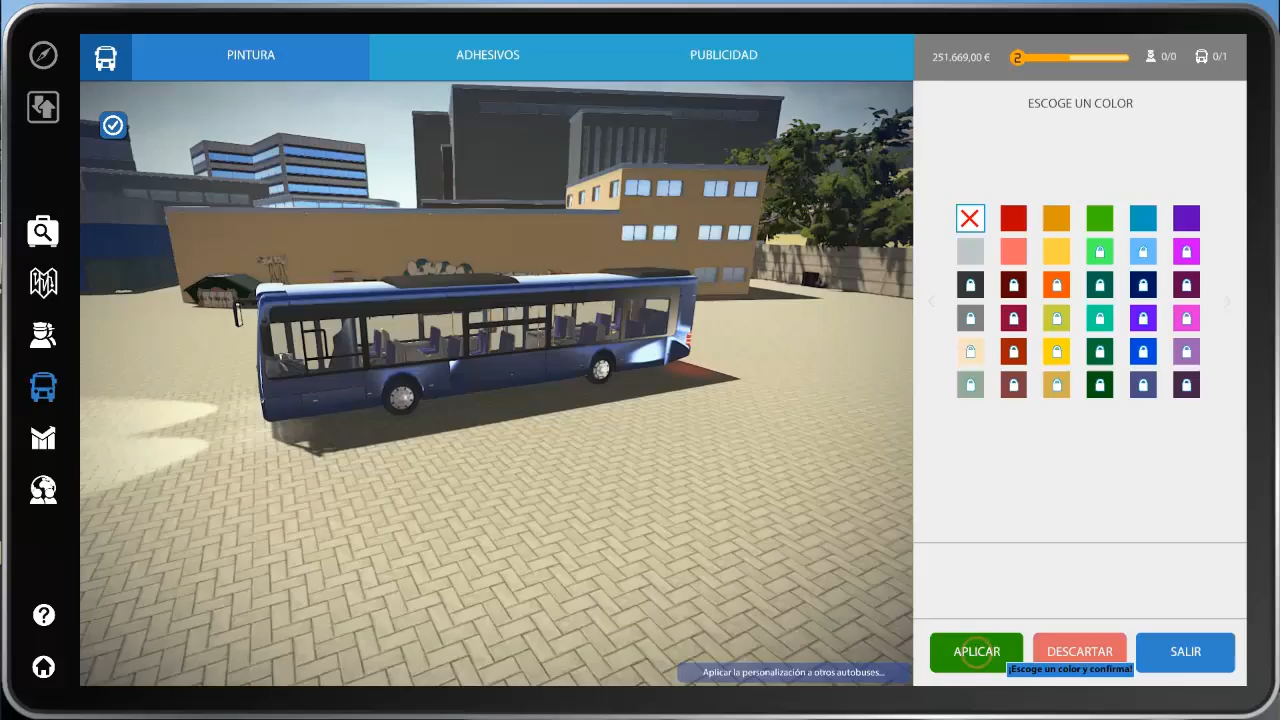 PINTURA
ADHESIVOS
PUBLICIDAD
251.669,00 €
2
0/0
0/1
ESCOGE UN COLOR
APLICAR
DESCARTAR
SALIR
¡Escoge un color y confirma!
Aplicar la personalización a otros autobuses...